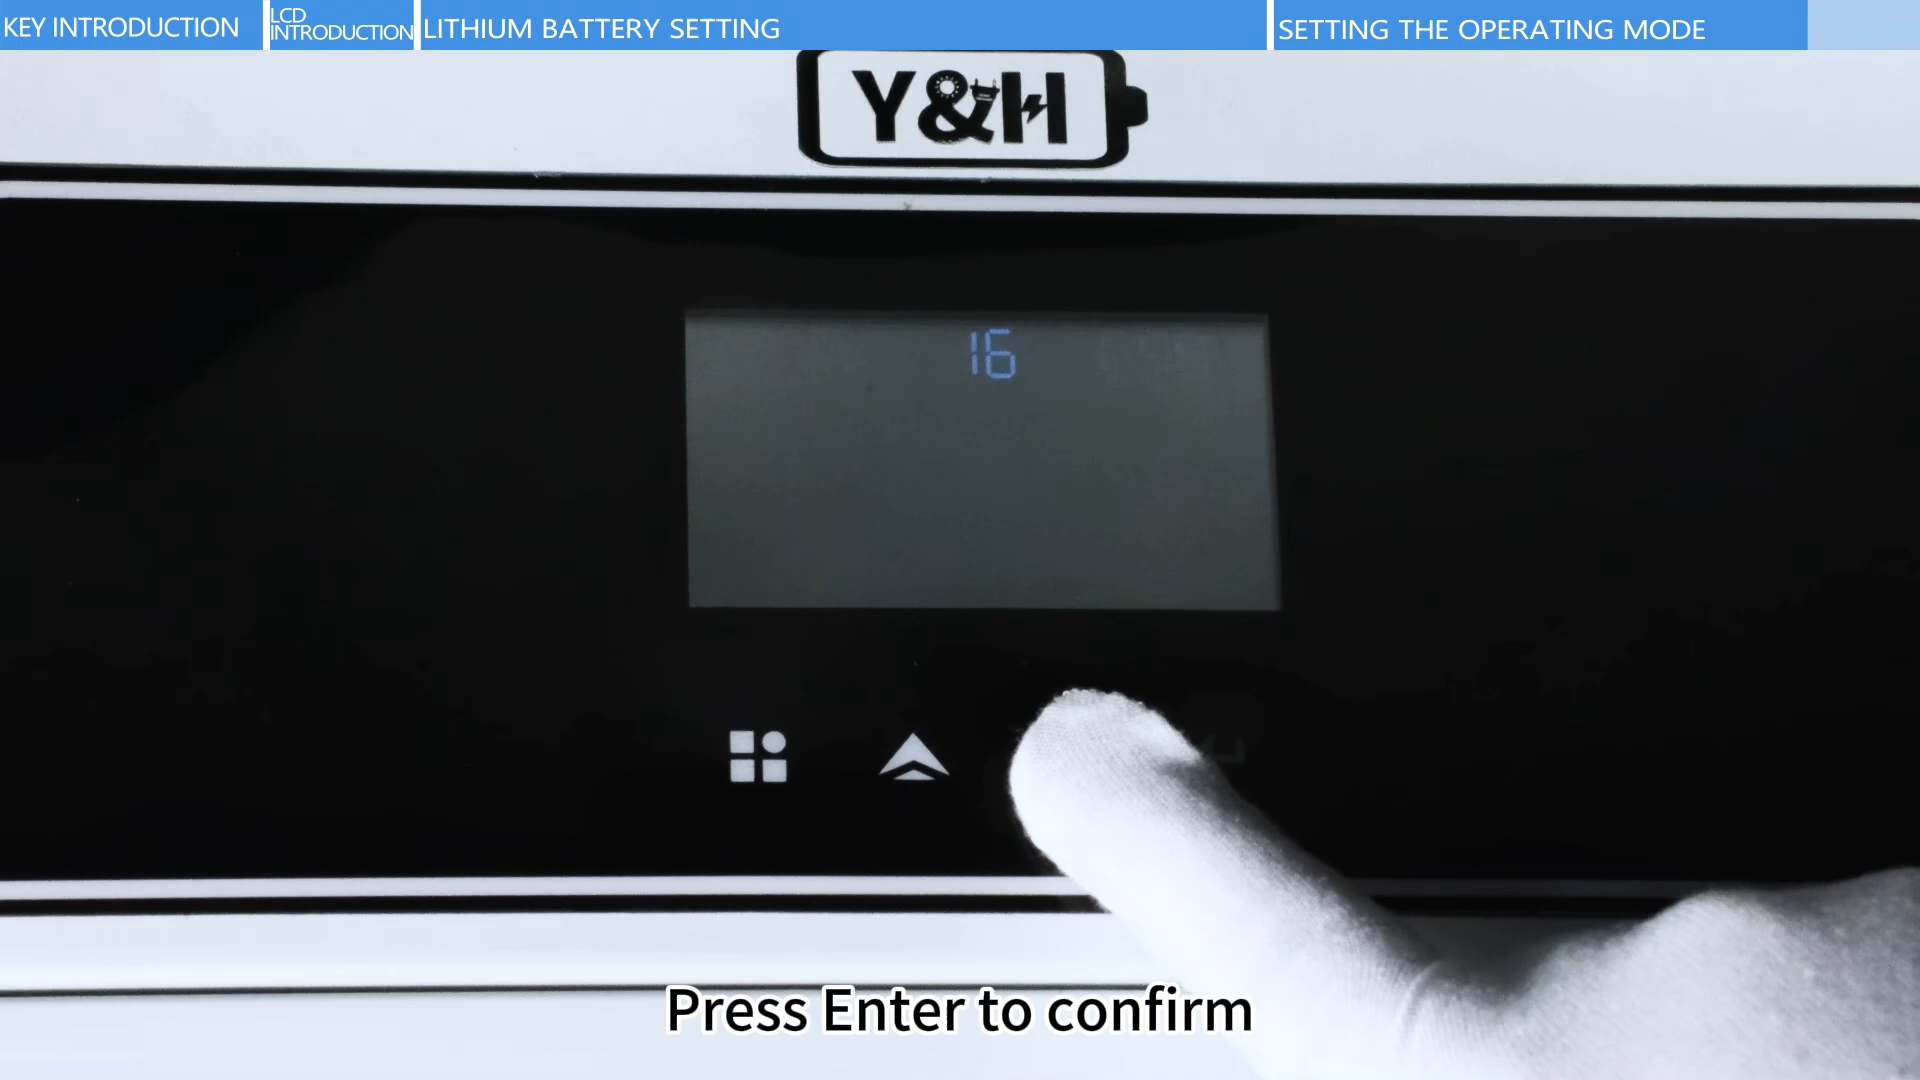 KEY INTRODUCTION
LCD
INTRODUCTION
LITHIUM BATTERY SETTING
SETTING THE OPERATING MODE
Y&H
16
Press Enter to confirm